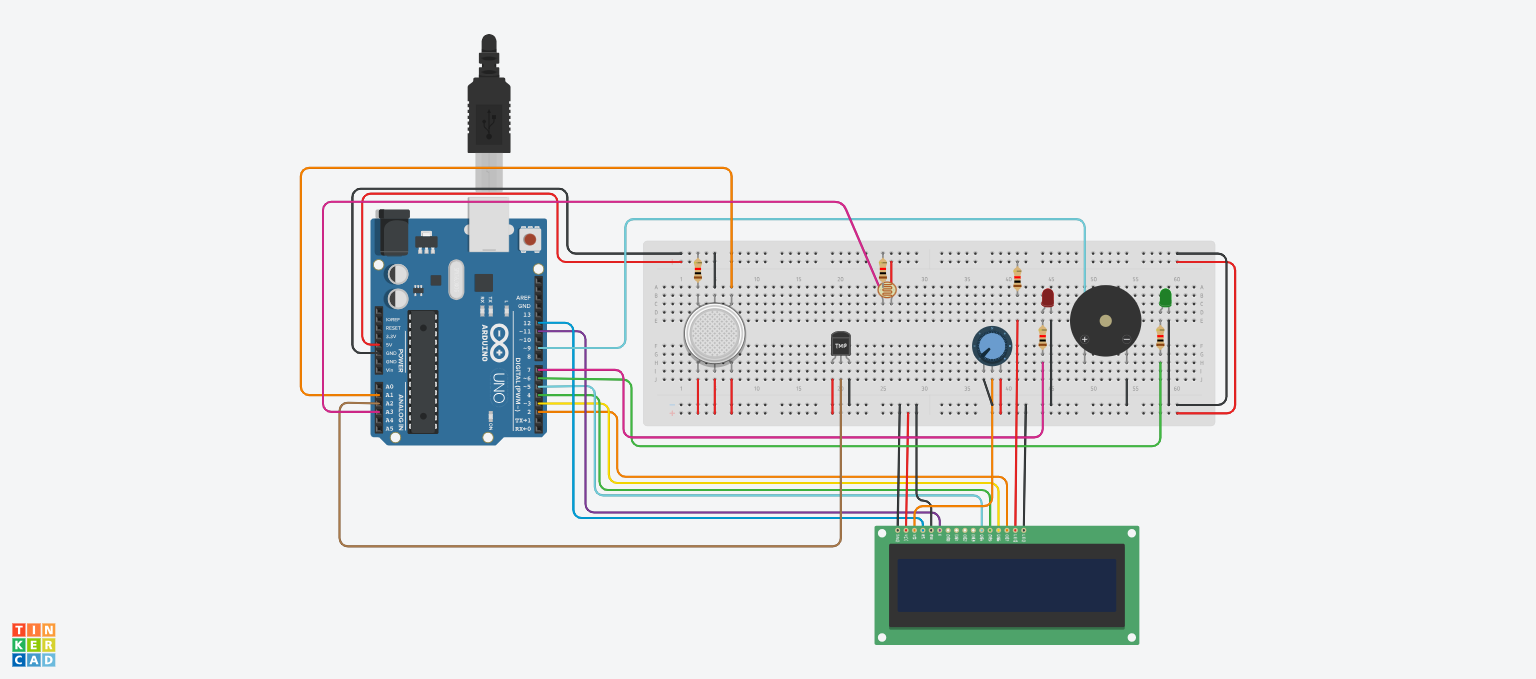 AREF
GND
13
12
~11
~10
~9
8
7
~6
~5
4
~3
2
TX→1
RX←0
DIGITAL (PWM~)
IOREF
RESET
3.3V
5V
GND
GND
Vin
POWER
A0
A1
A2
A3
A4
A5
ANALOG IN
RX
TX
L
ON
ARDUINO
UNO
TMP
1
10
15
20
25
30
35
40
45
50
60
+
−
TIN
KER
CAD